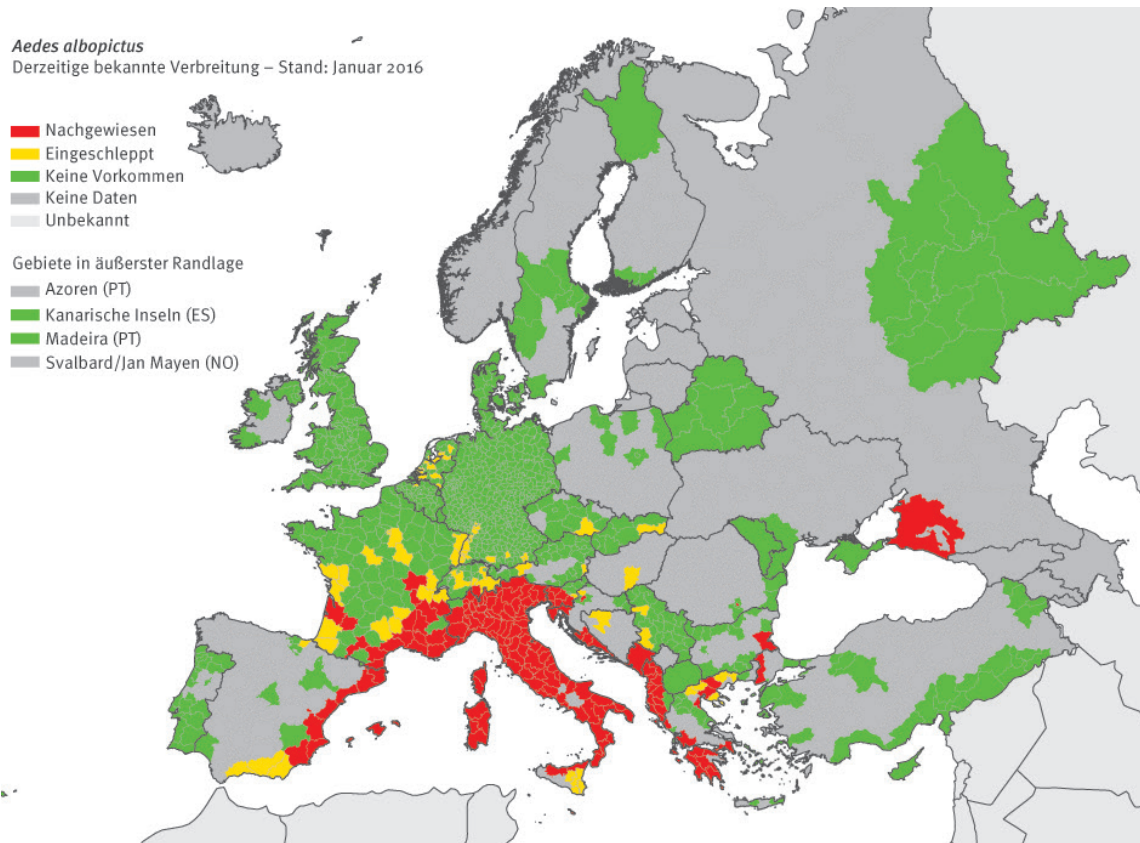 Aedes albopictus
Derzeitige bekannte Verbreitung – Stand: Januar 2016
Nachgewiesen
Eingeschleppt
Keine Vorkommen
Keine Daten
Unbekannt
Gebiete in äußerster Randlage
Azoren (PT)
Kanarische Inseln (ES)
Madeira (PT)
Svalbard/Jan Mayen (NO)